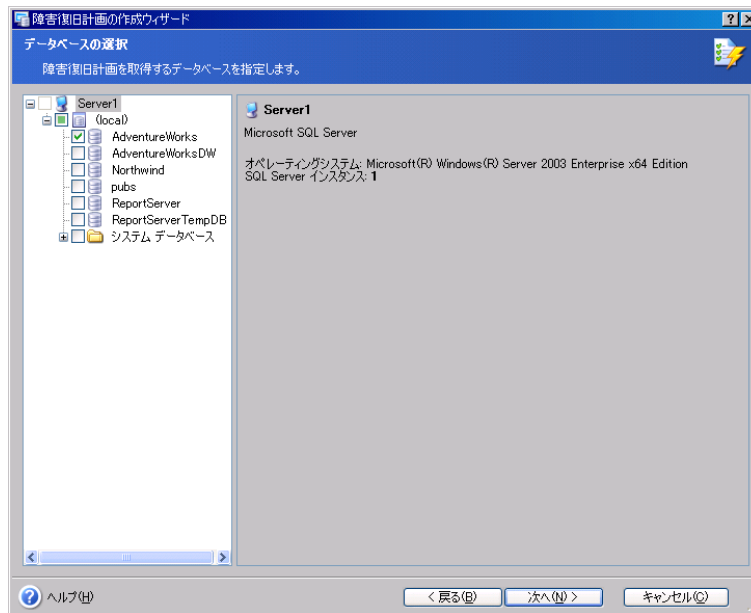 障害復旧計画の作成ウィザード
データベースの選択
障害復旧計画を取得するデータベースを指定します。
Server1
(local)
AdventureWorks
AdventureWorksDW
Northwind
pubs
ReportServer
ReportServerTempDB
システム データベース
Server1
Microsoft SQL Server
オペレーティングシステム: Microsoft(R) Windows(R) Server 2003 Enterprise x64 Edition
SQL Server インスタンス: 1
ヘルプ(H)
< 戻る(B)
次へ(N) >
キャンセル(C)